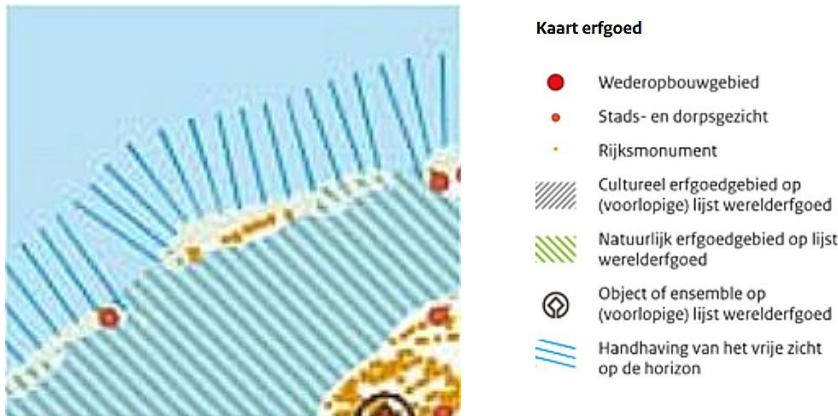 Kaart erfgoed
Wederopbouwgebied
Stads- en dorpsgezicht
Rijksmonument
Cultureel erfgoedgebied op
(voorlopige) lijst werelderfgoed
Natuurlijk erfgoedgebied op lijst
werelderfgoed
Object of ensemble op
(voorlopige) lijst werelderfgoed
Handhaving van het vrije zicht
op de horizon